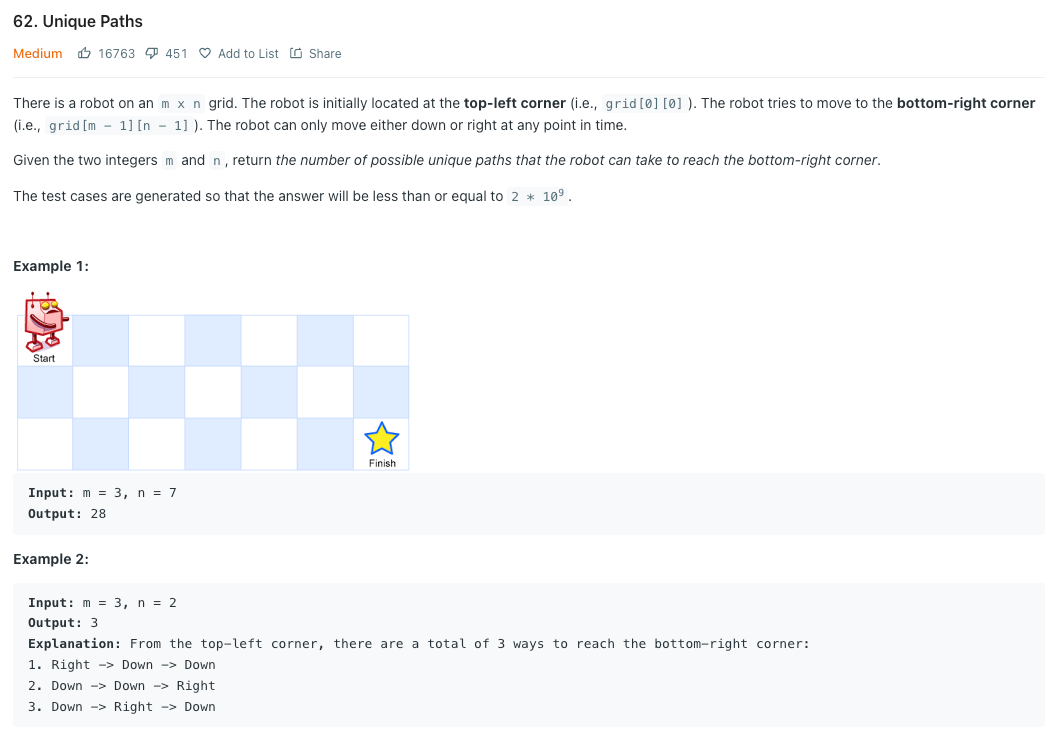 62. Unique Paths
Medium 16763 451 Add to List Share
There is a robot on an m x n grid. The robot is initially located at the top-left corner (i.e., grid[0][0] ). The robot tries to move to the bottom-right corner
(i.e., grid[m - 1][n - 1] ). The robot can only move either down or right at any point in time.
Given the two integers m and n , return the number of possible unique paths that the robot can take to reach the bottom-right corner.
The test cases are generated so that the answer will be less than or equal to 2 * 10⁹ .
Example 1:
Start
Finish
Input: m = 3, n = 7
Output: 28
Example 2:
Input: m = 3, n = 2
Output: 3
Explanation: From the top-left corner, there are a total of 3 ways to reach the bottom-right corner:
1. Right -> Down -> Down
2. Down -> Down -> Right
3. Down -> Right -> Down